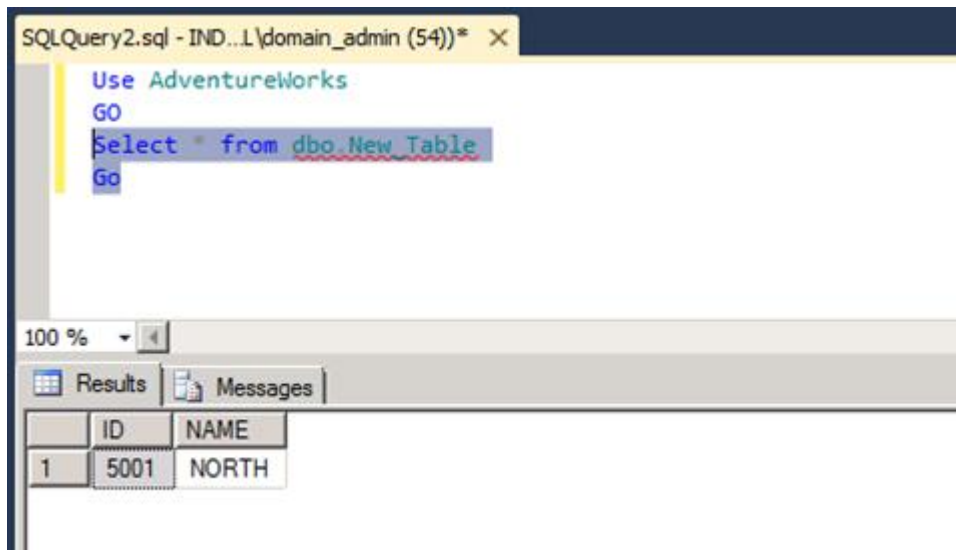 SQLQuery2.sql - IND...L\domain_admin (54))*
Use AdventureWorks
GO
Select * from dbo.New_Table
Go
100 %
Results Messages
ID NAME
1 5001 NORTH